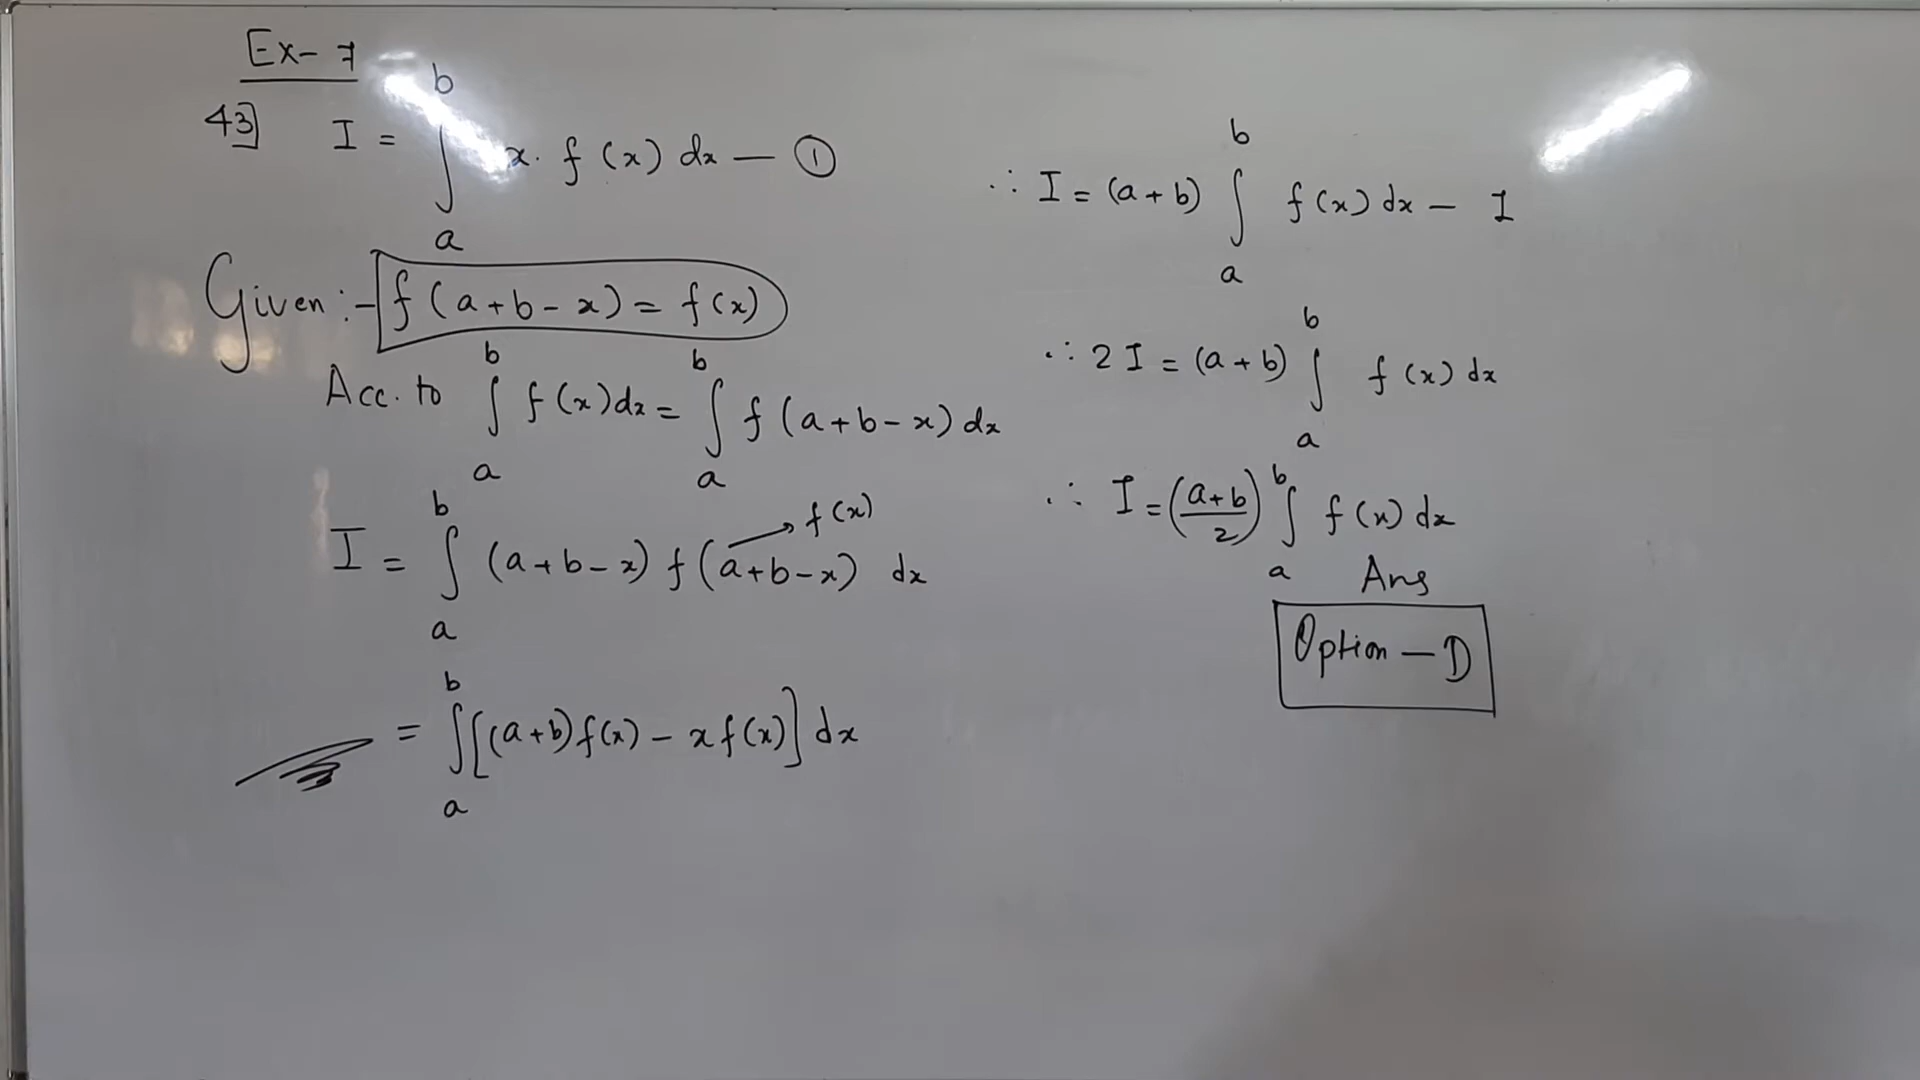 Ex- 7
43] I = ∫_a^b x. f(x) dx — ①
Given :- f(a+b-x) = f(x)
Acc. to ∫_a^b f(x)dx = ∫_a^b f(a+b-x) dx
I = ∫_a^b (a+b-x) f(a+b-x) dx → f(x)
= ∫_a^b [(a+b)f(x) - xf(x)] dx
∴ I = (a+b) ∫_a^b f(x) dx - I
∴ 2I = (a+b) ∫_a^b f(x) dx
∴ I = (a+b/2) ∫_a^b f(x) dx
Ans
Option - D